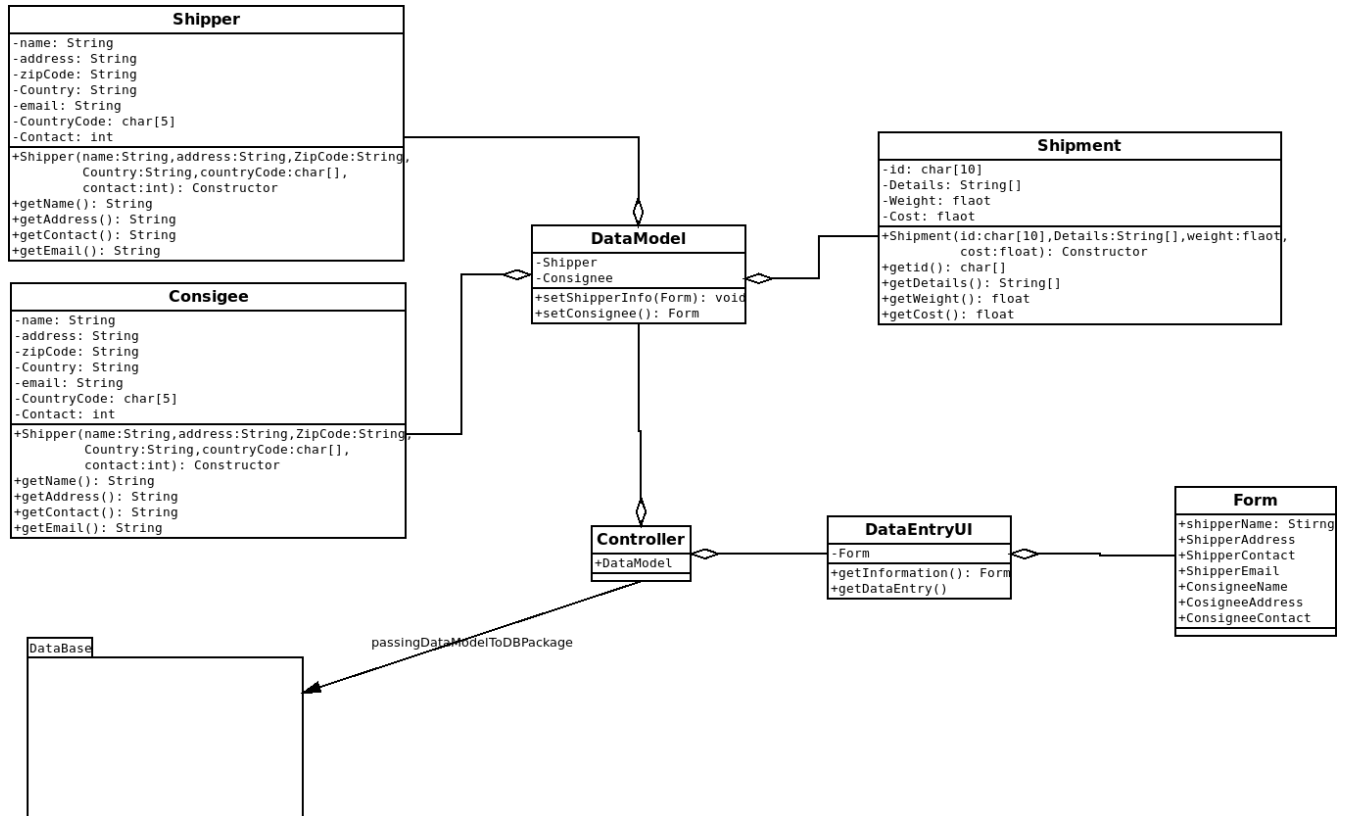 Shipper
-name: String
-address: String
-zipCode: String
-Country: String
-email: String
-CountryCode: char[5]
-Contact: int
+Shipper(name:String,address:String,ZipCode:String,
Country:String,countryCode:char[],
contact:int): Constructor
+getName(): String
+getAddress(): String
+getContact(): String
+getEmail(): String
Consigee
-name: String
-address: String
-zipCode: String
-Country: String
-email: String
-CountryCode: char[5]
-Contact: int
+Shipper(name:String,address:String,ZipCode:String,
Country:String,countryCode:char[],
contact:int): Constructor
+getName(): String
+getAddress(): String
+getContact(): String
+getEmail(): String
DataModel
-Shipper
-Consignee
+setShipperInfo(Form): void
+setConsignee(): Form
Shipment
-id: char[10]
-Details: String[]
-Weight: flaot
-Cost: flaot
+Shipment(id:char[10],Details:String[],weight:flaot,
cost:float): Constructor
+getid(): char[]
+getDetails(): String[]
+getWeight(): float
+getCost(): float
Controller
+DataModel
DataEntryUI
-Form
+getInformation(): Form
+getDataEntry()
Form
+shipperName: Stirng
+ShipperAddress
+ShipperContact
+ShipperEmail
+ConsigneeName
+CosigneeAddress
+ConsigneeContact
passingDataModelToDBPackage
DataBase